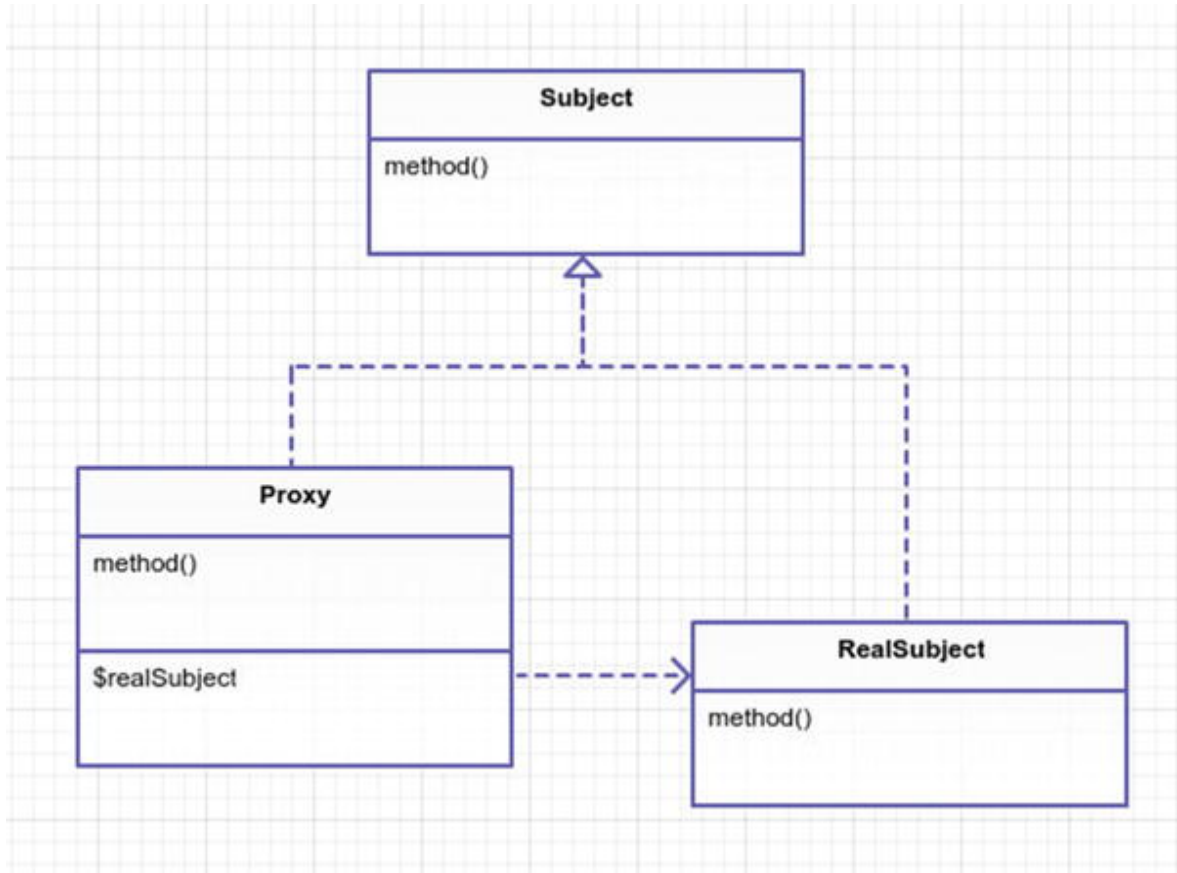 Subject
method()
Proxy
method()
$realSubject
RealSubject
method()